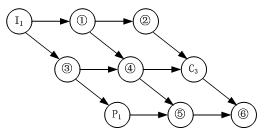 I₁ ① ②
③ ④ C₃
P₁ ⑤ ⑥